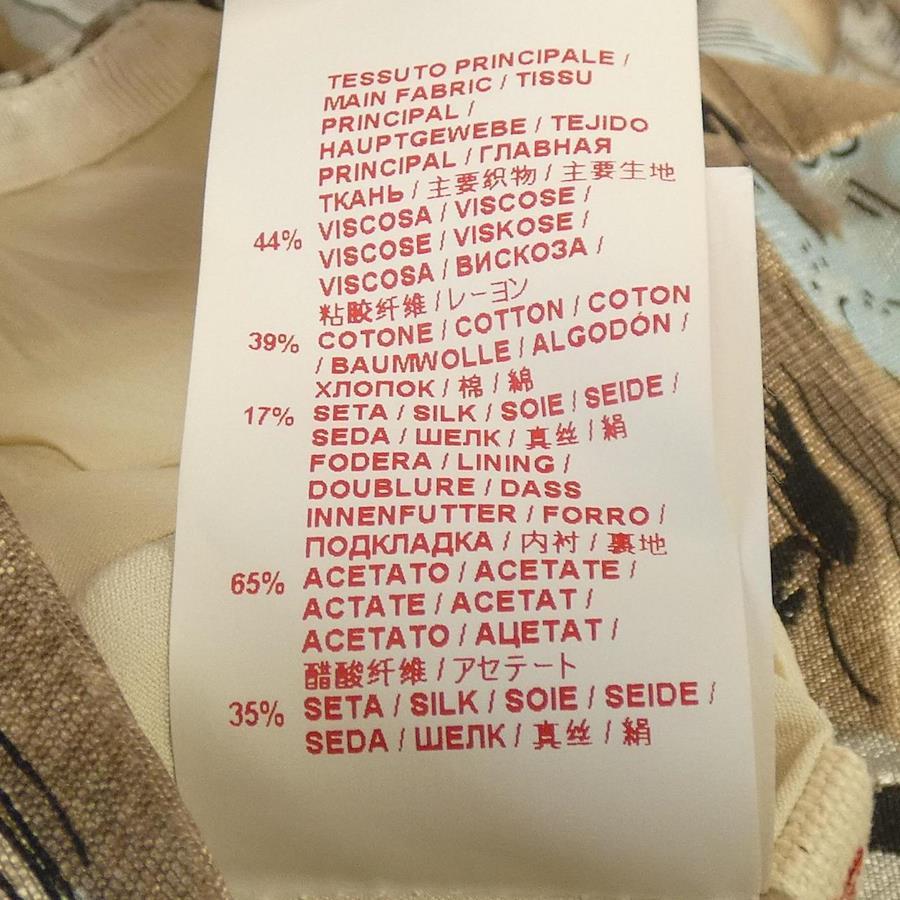 TESSUTO PRINCIPALE /
MAIN FABRIC / TISSU
PRINCIPAL /
HAUPTGEWEBE / TEJIDO
PRINCIPAL / ГЛАВНАЯ
ТКАНЬ / 主要织物 / 主要生地
44% VISCOSA / VISCOSE /
VISCOSE / VISKOSE /
VISCOSA / ВИСКОЗА /
粘胶纤维 / レーヨン
39% COTONE / COTTON / COTON
/ BAUMWOLLE / ALGODÓN /
ХЛОПОК / 棉 / 綿
17% SETA / SILK / SOIE / SEIDE /
SEDA / ШЕЛК / 真丝 / 絹
FODERA / LINING /
DOUBLURE / DASS
INNENFUTTER / FORRO /
ПОДКЛАДКА / 内衬 / 裏地
65% ACETATO / ACETATE /
ACTATE / ACETAT /
ACETATO / АЦЕТАТ /
醋酸纤维 / アセテート
35% SETA / SILK / SOIE / SEIDE /
SEDA / ШЕЛК / 真丝 / 絹